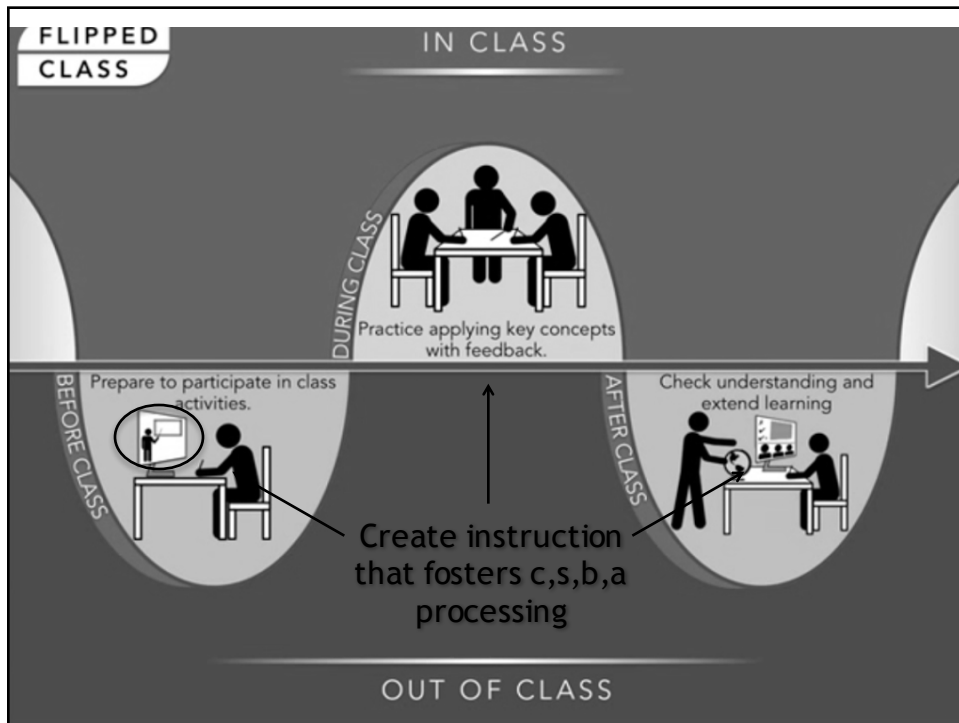 FLIPPED
CLASS
IN CLASS
DURING CLASS
Practice applying key concepts
with feedback.
BEFORE CLASS
Prepare to participate in class
activities.
AFTER CLASS
Check understanding and
extend learning
Create instruction
that fosters c,s,b,a
processing
OUT OF CLASS